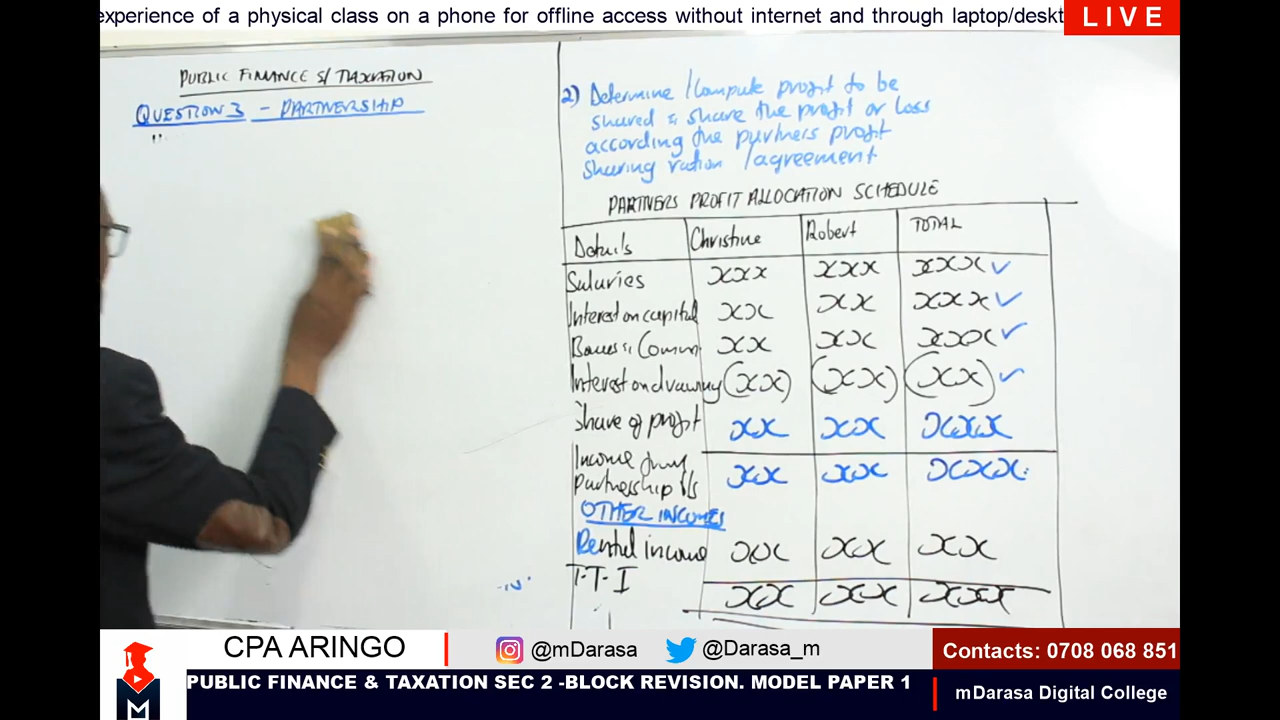 experience of a physical class on a phone for offline access without internet and through laptop/deskt
LIVE
PUBLIC FINANCE S/ TAXATION
QUESTION 3 - PARTNERSHIP
2) Determine / Compute profit to be
shared & share the profit or loss
according the partners profit
sharing ration / agreement
PARTNERS PROFIT ALLOCATION SCHEDULE
Details Christine Robert TOTAL
Salaries xxx xxx xxx ✓
Interest on capital xx xx xxx ✓
xx xx xxx ✓
Interest on drawing (xx) (xx) (xx) ✓
Share of profit xx xx xxx
Income from
partnership xx xx xxx
OTHER INCOMES
Rental income xx xx xx
T.T.I xx xx xxx
CPA ARINGO
@mDarasa
@Darasa_m
Contacts: 0708 068 851
PUBLIC FINANCE & TAXATION SEC 2 -BLOCK REVISION. MODEL PAPER 1
mDarasa Digital College